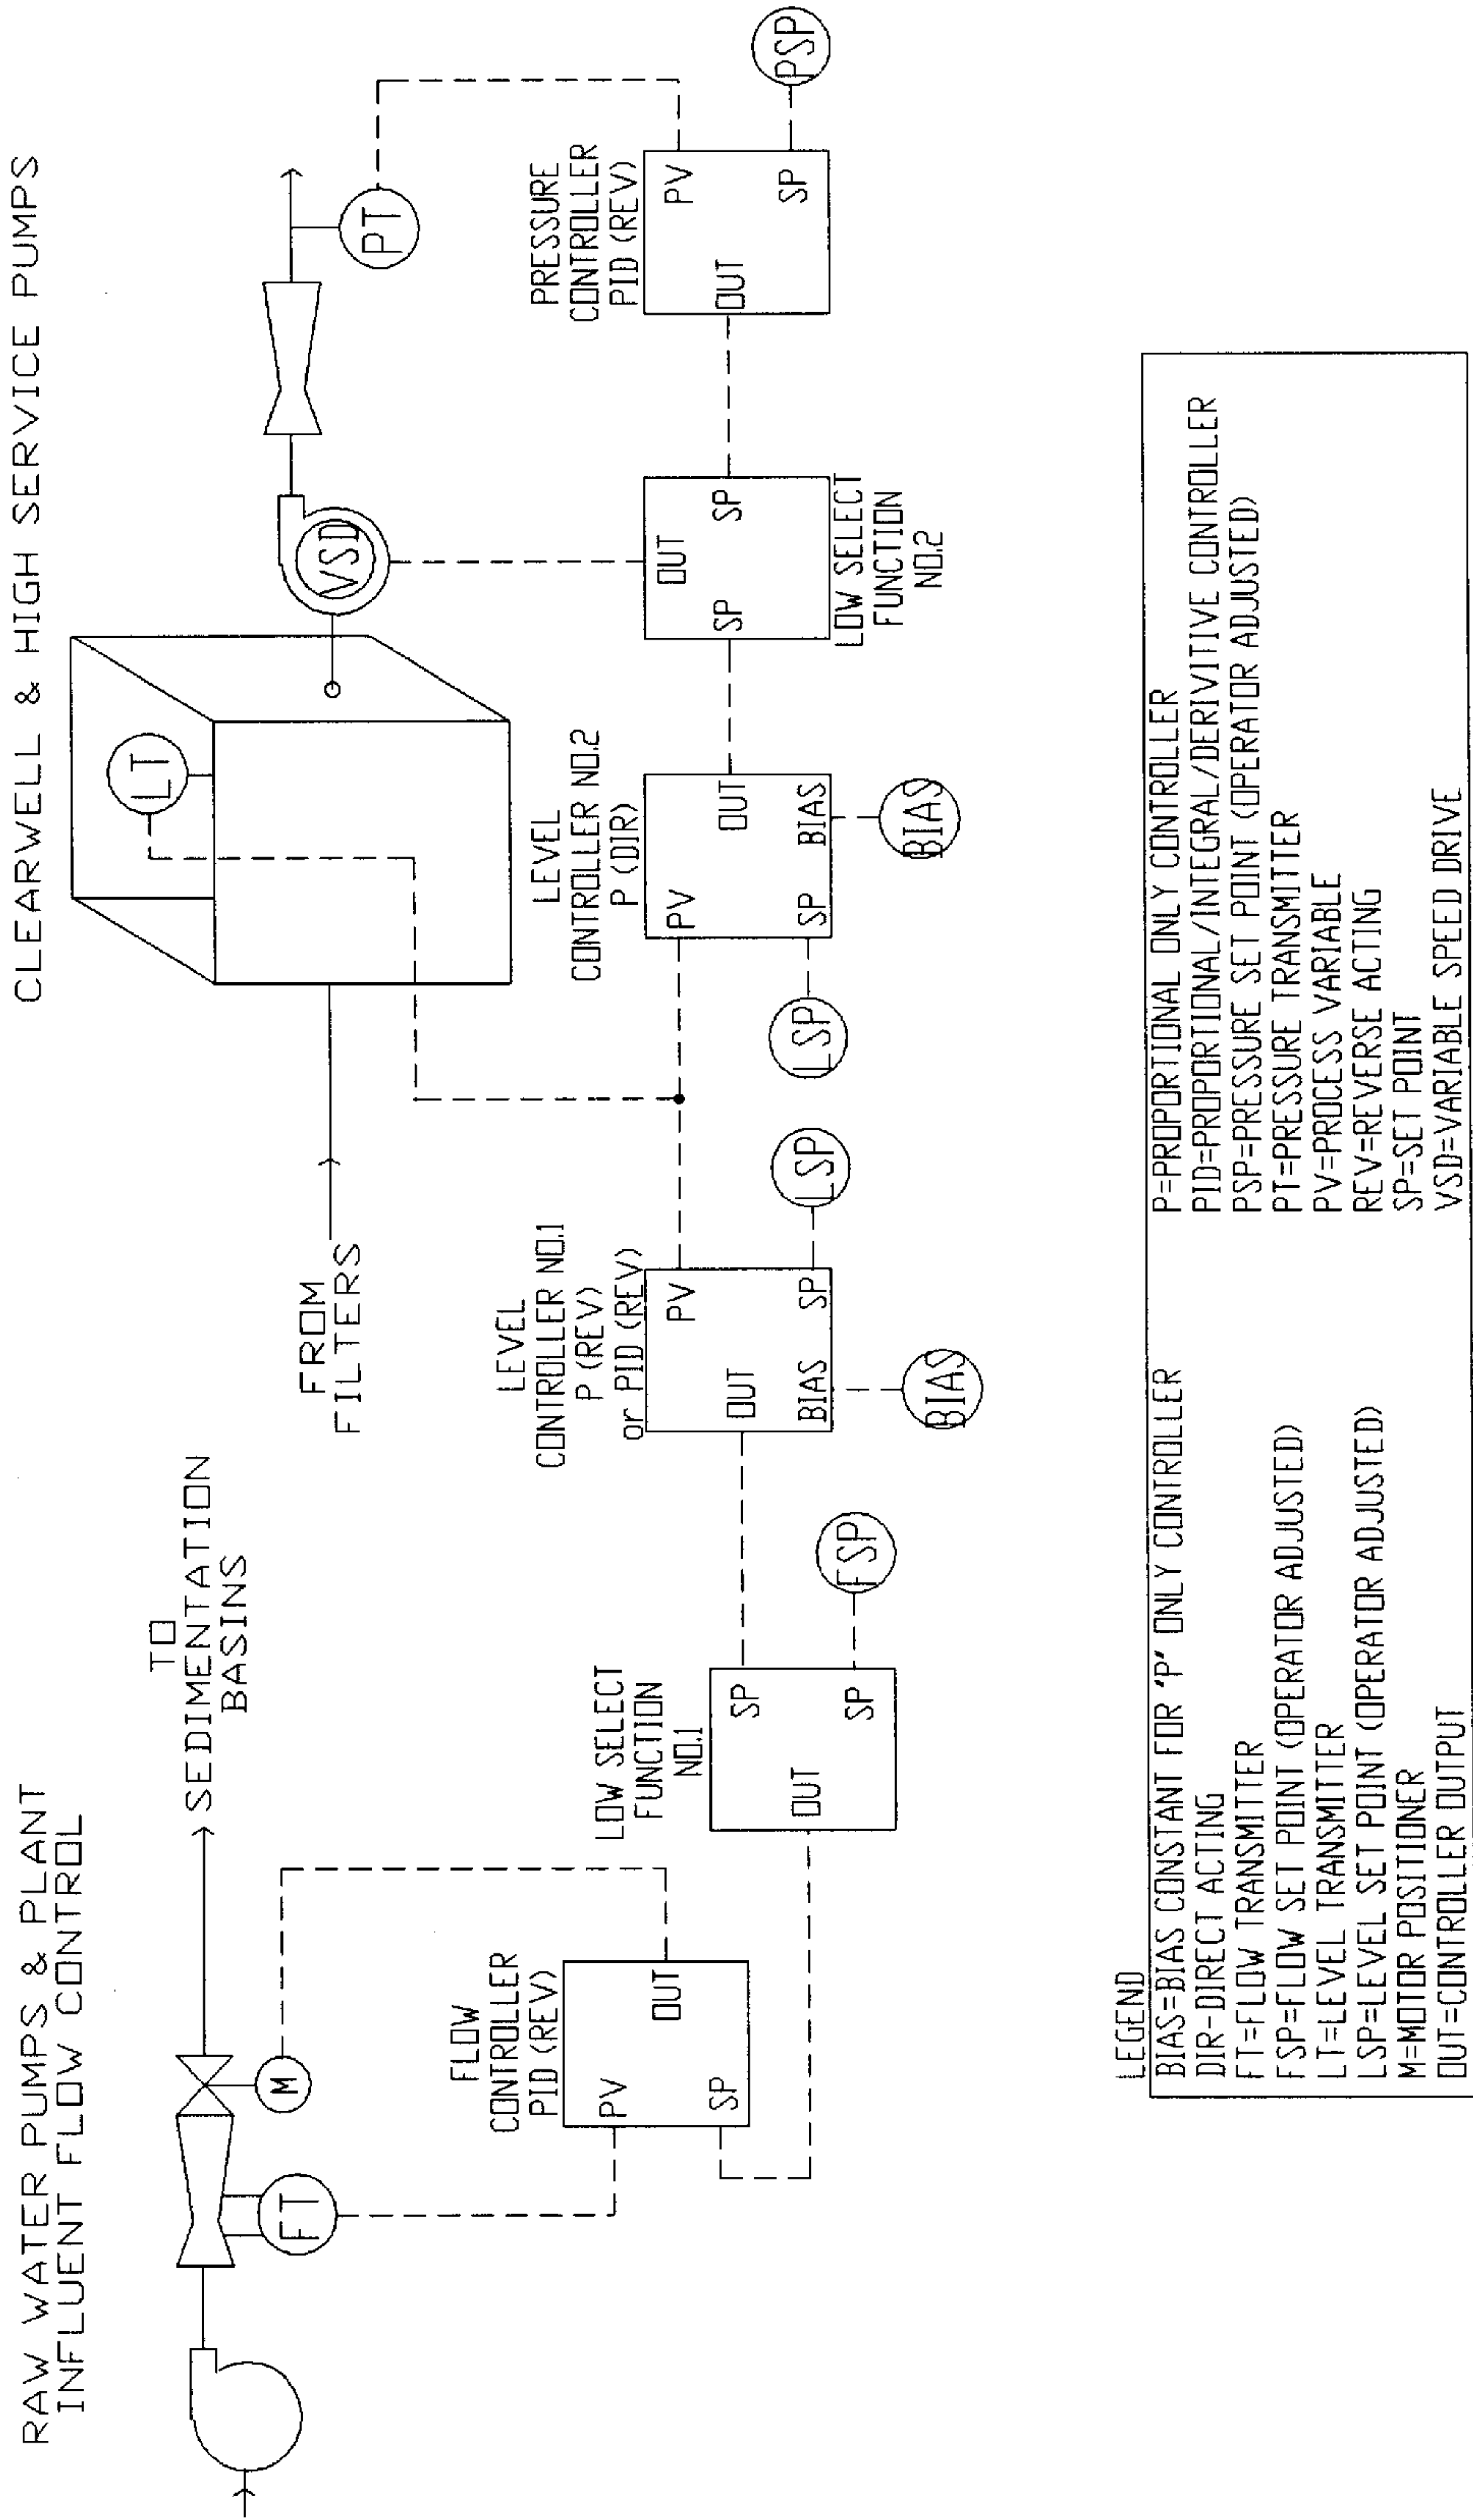 RAW WATER PUMPS & PLANT
INFLUENT FLOW CONTROL
TO
SEDIMENTATION
BASINS
FT
M
FLOW
CONTROLLER
PID (REV)
PV
SP
OUT
LOW SELECT
FUNCTION
NO.1
SP
SP
OUT
FSP
CLEARWELL & HIGH SERVICE PUMPS
FROM
FILTERS
LT
VSD
PT
LEVEL
CONTROLLER NO.1
P (REV)
or PID (REV)
PV
OUT
BIAS
SP
LSP
BIAS
LEVEL
CONTROLLER NO.2
P (DIR)
PV
OUT
SP
BIAS
LSP
BIAS
OUT
SP
SP
LOW SELECT
FUNCTION
NO.2
PRESSURE
CONTROLLER
PID (REV)
PV
OUT
SP
PSP
LEGEND
BIAS=BIAS CONSTANT FOR 'P' ONLY CONTROLLER
DIR-DIRECT ACTING
FT=FLOW TRANSMITTER
FSP=FLOW SET POINT (OPERATOR ADJUSTED)
LT=LEVEL TRANSMITTER
LSP=LEVEL SET POINT (OPERATOR ADJUSTED)
M=MOTOR POSITIONER
OUT=CONTROLLER OUTPUT
P=PROPORTIONAL ONLY CONTROLLER
PID=PROPORTIONAL/INTEGRAL/DERIVITIVE CONTROLLER
PSP=PRESSURE SET POINT (OPERATOR ADJUSTED)
PT=PRESSURE TRANSMITTER
PV=PROCESS VARIABLE
REV=REVERSE ACTING
SP=SET POINT
VSD=VARIABLE SPEED DRIVE